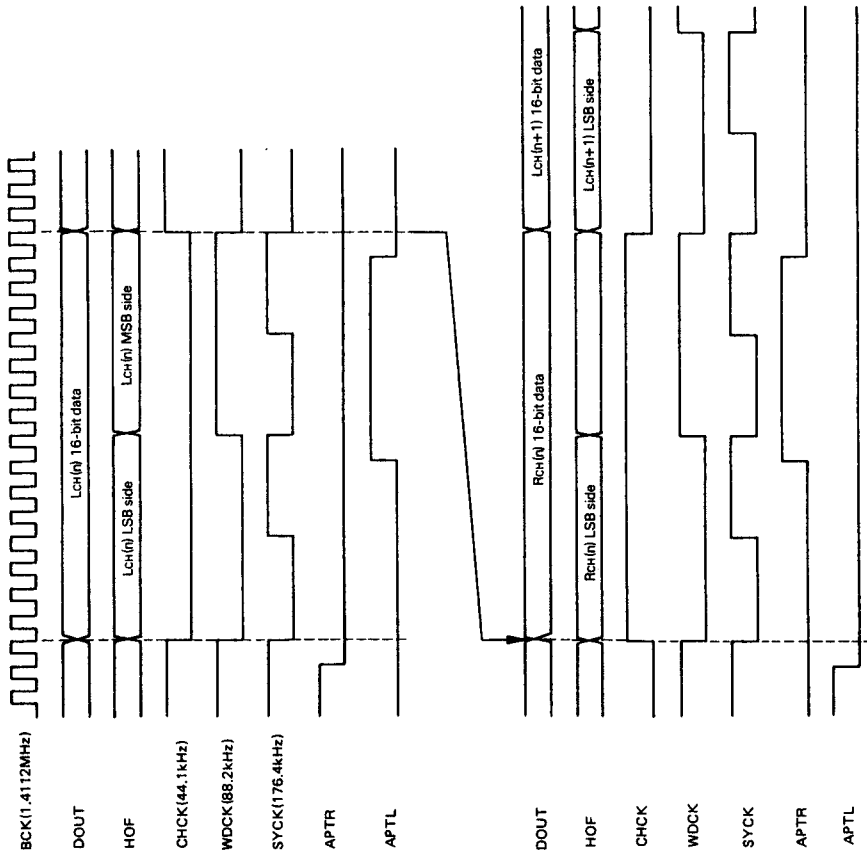 BCK(1.4112MHz)
DOUT
LCH(n) 16-bit data
HOF
LCH(n) LSB side
LCH(n) MSB side
CHCK(44.1kHz)
WDCK(88.2kHz)
SYCK(176.4kHz)
APTR
APTL
DOUT
RCH(n) 16-bit data
LCH(n+1) 16-bit data
HOF
RCH(n) LSB side
LCH(n+1) LSB side
CHCK
WDCK
SYCK
APTR
APTL